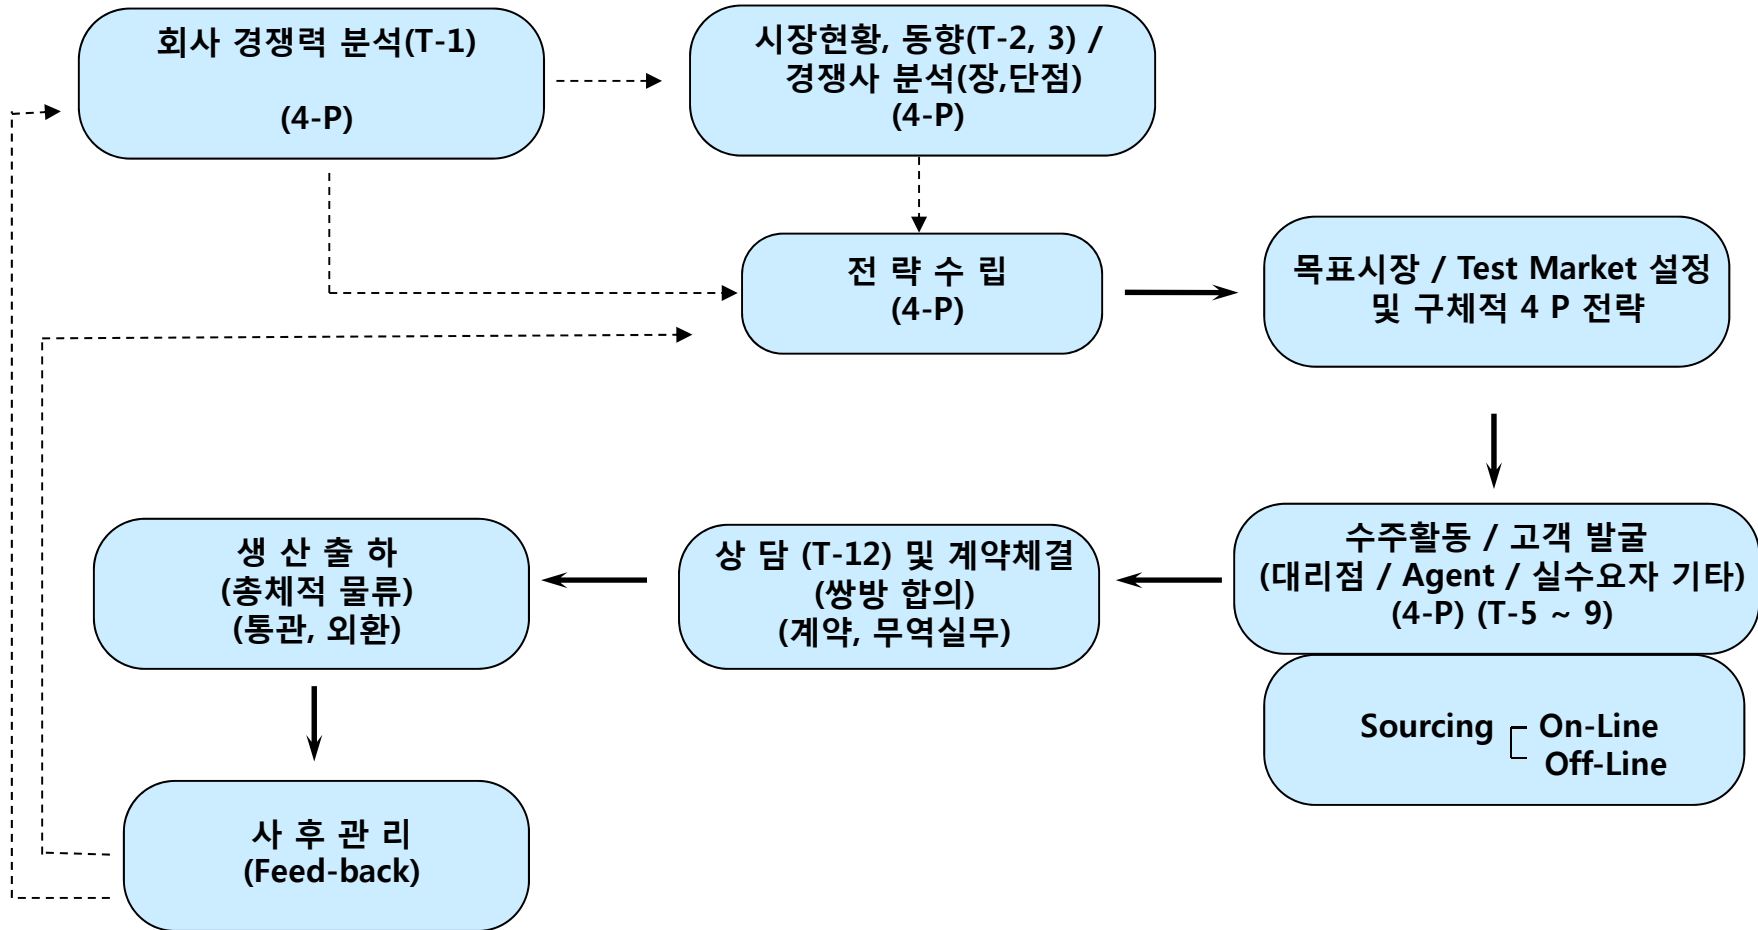 회사 경쟁력 분석(T-1)
(4-P)
시장현황, 동향(T-2, 3) /
경쟁사 분석(장,단점)
(4-P)
전 략 수 립
(4-P)
목표시장 / Test Market 설정
및 구체적 4 P 전략
수주활동 / 고객 발굴
(대리점 / Agent / 실수요자 기타)
(4-P) (T-5 ~ 9)
Sourcing On-Line
Off-Line
상 담 (T-12) 및 계약체결
(쌍방 합의)
(계약, 무역실무)
생 산 출 하
(총체적 물류)
(통관, 외환)
사 후 관 리
(Feed-back)